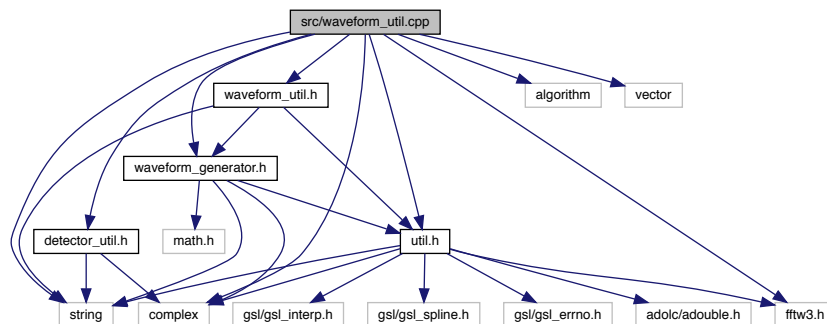 src/waveform_util.cpp
waveform_util.h
algorithm
vector
waveform_generator.h
detector_util.h
math.h
util.h
string
complex
gsl/gsl_interp.h
gsl/gsl_spline.h
gsl/gsl_errno.h
adolc/adouble.h
fftw3.h